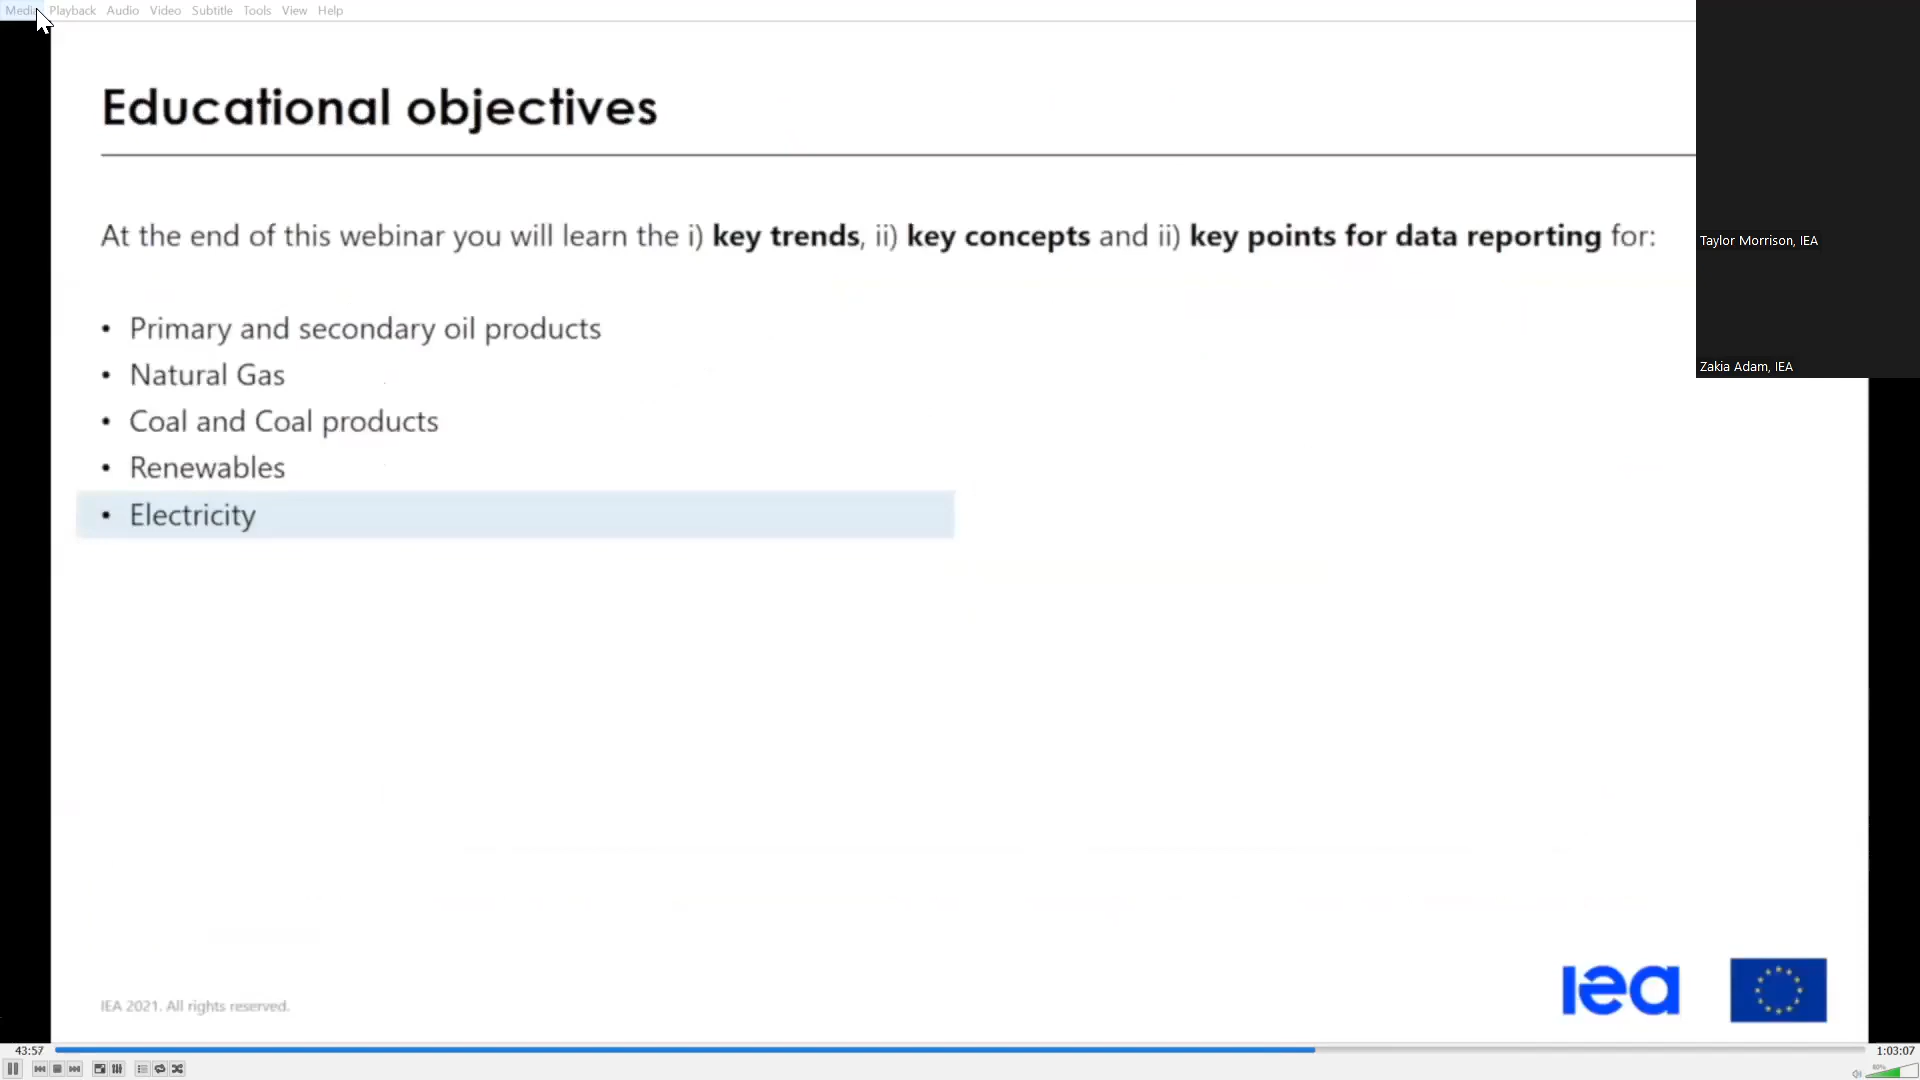 Media Playback Audio Video Subtitle Tools View Help
Educational objectives
At the end of this webinar you will learn the i) key trends, ii) key concepts and ii) key points for data reporting for:
Taylor Morrison, IEA
• Primary and secondary oil products
Zakia Adam, IEA
• Natural Gas
• Coal and Coal products
• Renewables
• Electricity
iea
IEA 2021. All rights reserved.
43:57
1:03:07
80%